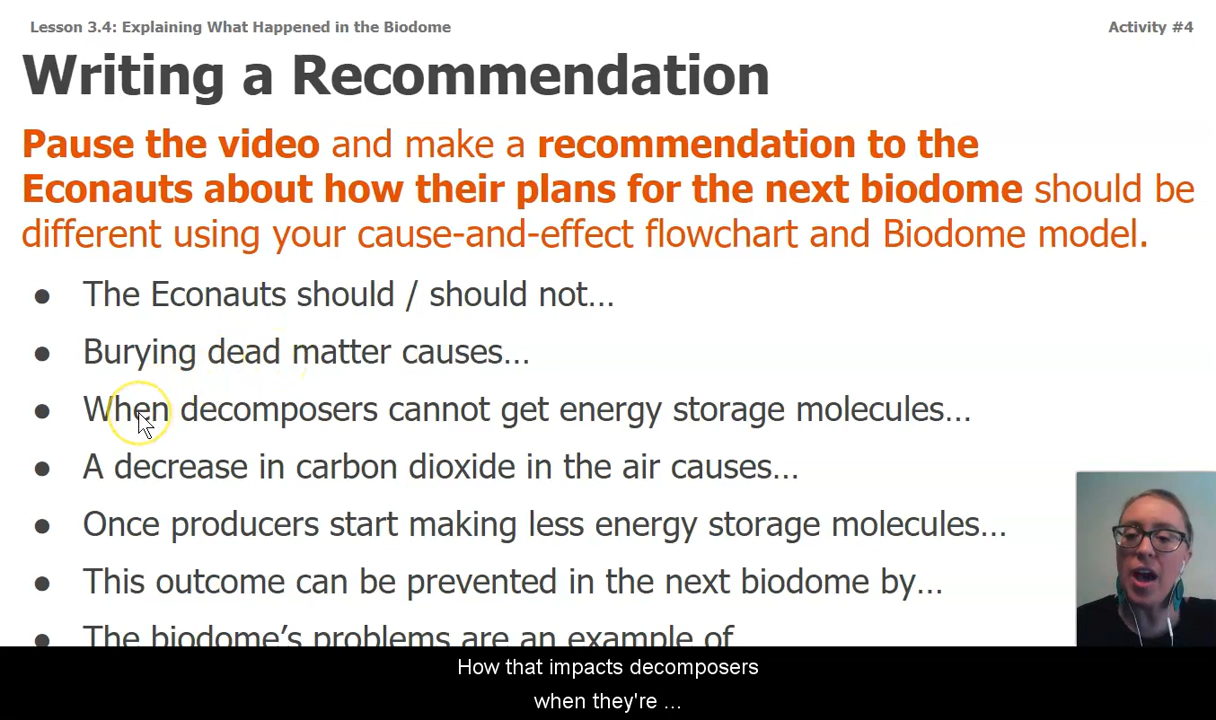 Lesson 3.4: Explaining What Happened in the Biodome
Activity #4
Writing a Recommendation
Pause the video and make a recommendation to the
Econauts about how their plans for the next biodome should be
different using your cause-and-effect flowchart and Biodome model.
● The Econauts should / should not...
● Burying dead matter causes...
● When decomposers cannot get energy storage molecules...
● A decrease in carbon dioxide in the air causes...
● Once producers start making less energy storage molecules...
● This outcome can be prevented in the next biodome by...
● The biodome's problems are an example of
How that impacts decomposers
when they're ...